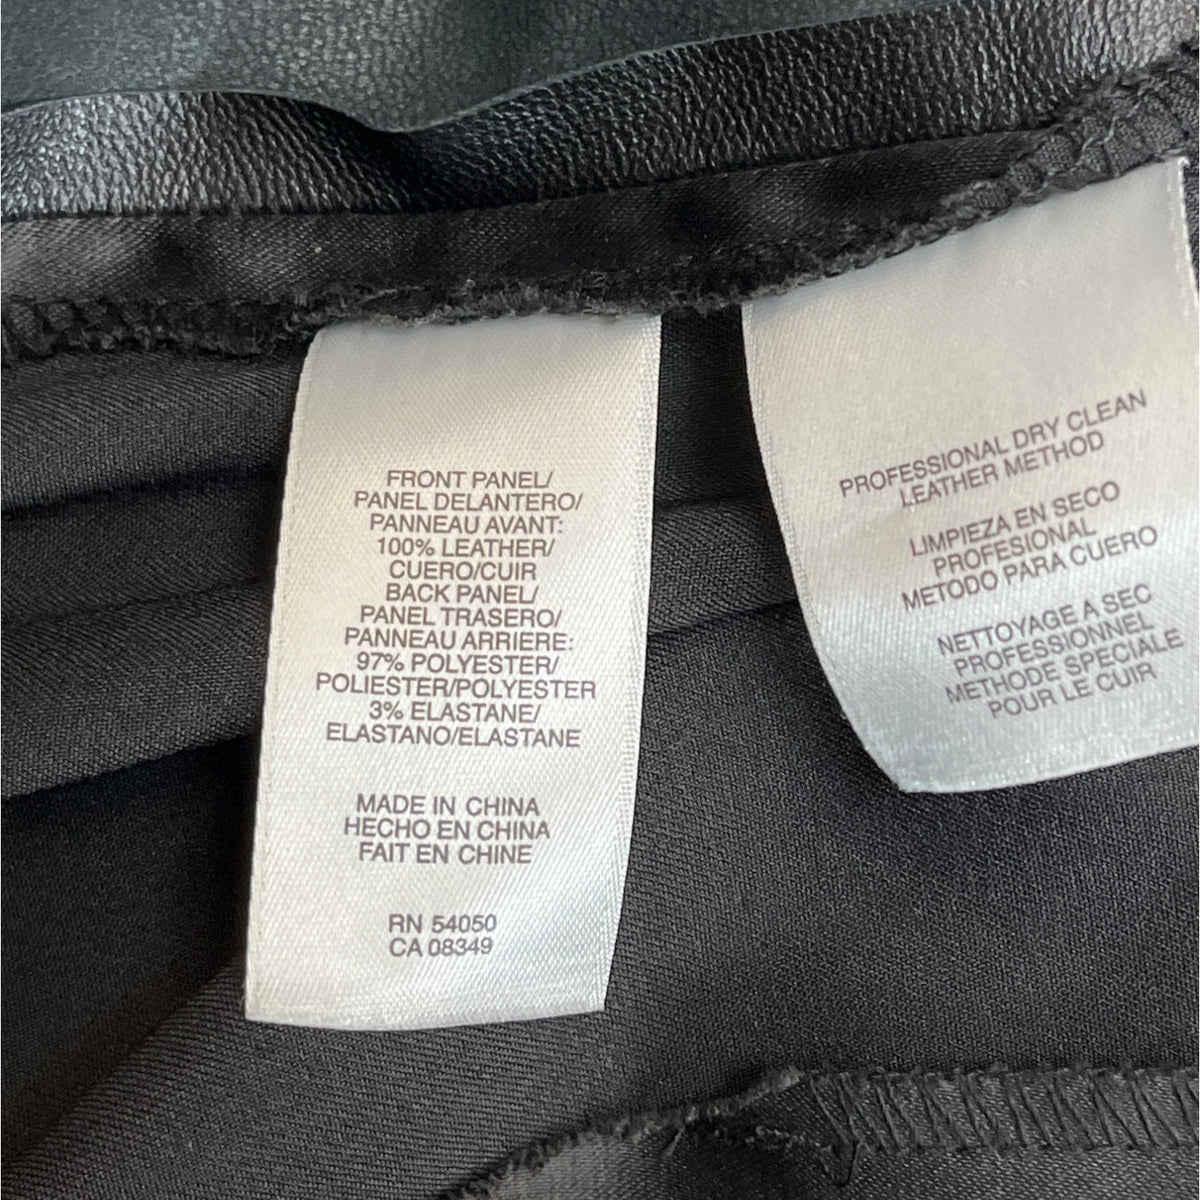 FRONT PANEL/
PANEL DELANTERO/
PANNEAU AVANT:
100% LEATHER/
CUERO/CUIR
BACK PANEL/
PANEL TRASERO/
PANNEAU ARRIERE:
97% POLYESTER/
POLIESTER/POLYESTER
3% ELASTANE/
ELASTANO/ELASTANE
MADE IN CHINA
HECHO EN CHINA
FAIT EN CHINE
RN 54050
CA 08349
PROFESSIONAL DRY CLEAN
LEATHER METHOD
LIMPIEZA EN SECO
PROFESIONAL
METODO PARA CUERO
NETTOYAGE A SEC
PROFESSIONNEL
METHODE SPECIALE
POUR LE CUIR